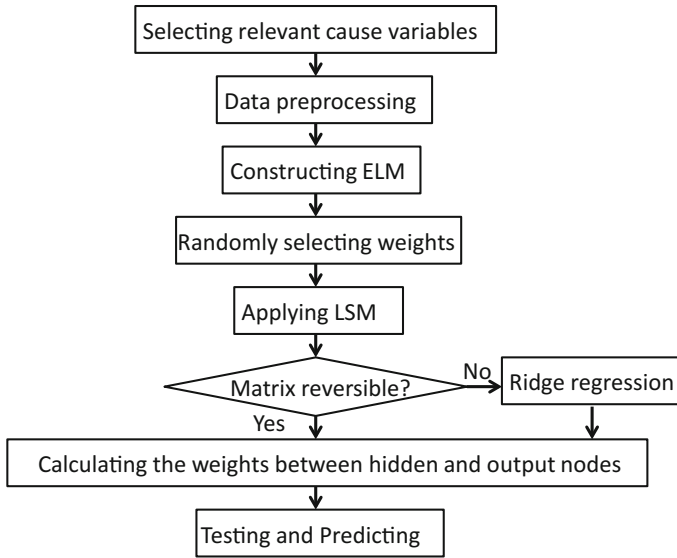 Selecting relevant cause variables
Data preprocessing
Constructing ELM
Randomly selecting weights
Applying LSM
Matrix reversible?
No
Ridge regression
Yes
Calculating the weights between hidden and output nodes
Testing and Predicting